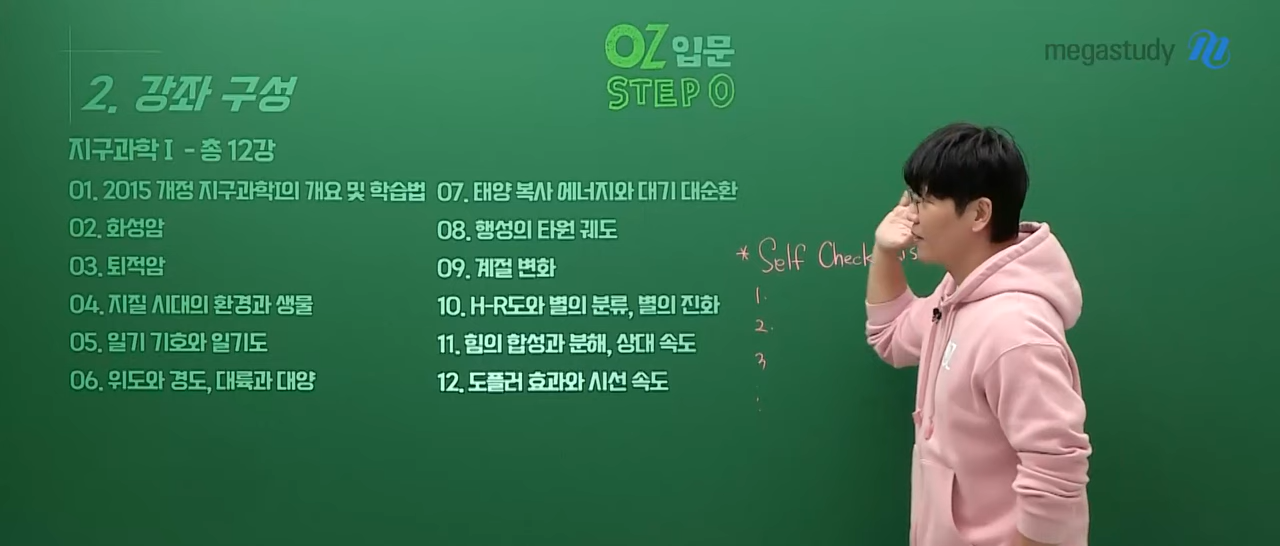 OZ 입문
STEP 0
megastudy
2. 강좌 구성
지구과학 I - 총 12강
01. 2015 개정 지구과학I의 개요 및 학습법
02. 화성암
03. 퇴적암
04. 지질 시대의 환경과 생물
05. 일기 기호와 일기도
06. 위도와 경도, 대륙과 대양
07. 태양 복사 에너지와 대기 대순환
08. 행성의 타원 궤도
09. 계절 변화
10. H-R도와 별의 분류, 별의 진화
11. 힘의 합성과 분해, 상대 속도
12. 도플러 효과와 시선 속도
* Self Check
1.
2.
3
OZ